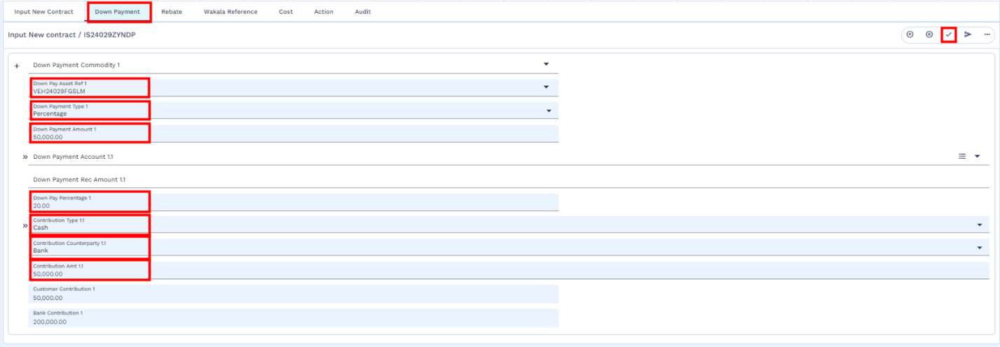 Input New Contract Down Payment Rebate Wakala Reference Cost Action Audit
Input New contract / IS24029ZYNDP
Down Payment Commodity 1
Down Pay Asset Ref 1
VEH24029FGSLM
Down Payment Type 1
Percentage
Down Payment Amount 1
50,000.00
Down Payment Account 1.1
Down Payment Rec Amount 1.1
Down Pay Percentage 1
20.00
Contribution Type 1.1
Cash
Contribution Counterparty 1.1
Bank
Contribution Amt 1.1
50,000.00
Customer Contribution 1
50,000.00
Bank Contribution 1
200,000.00